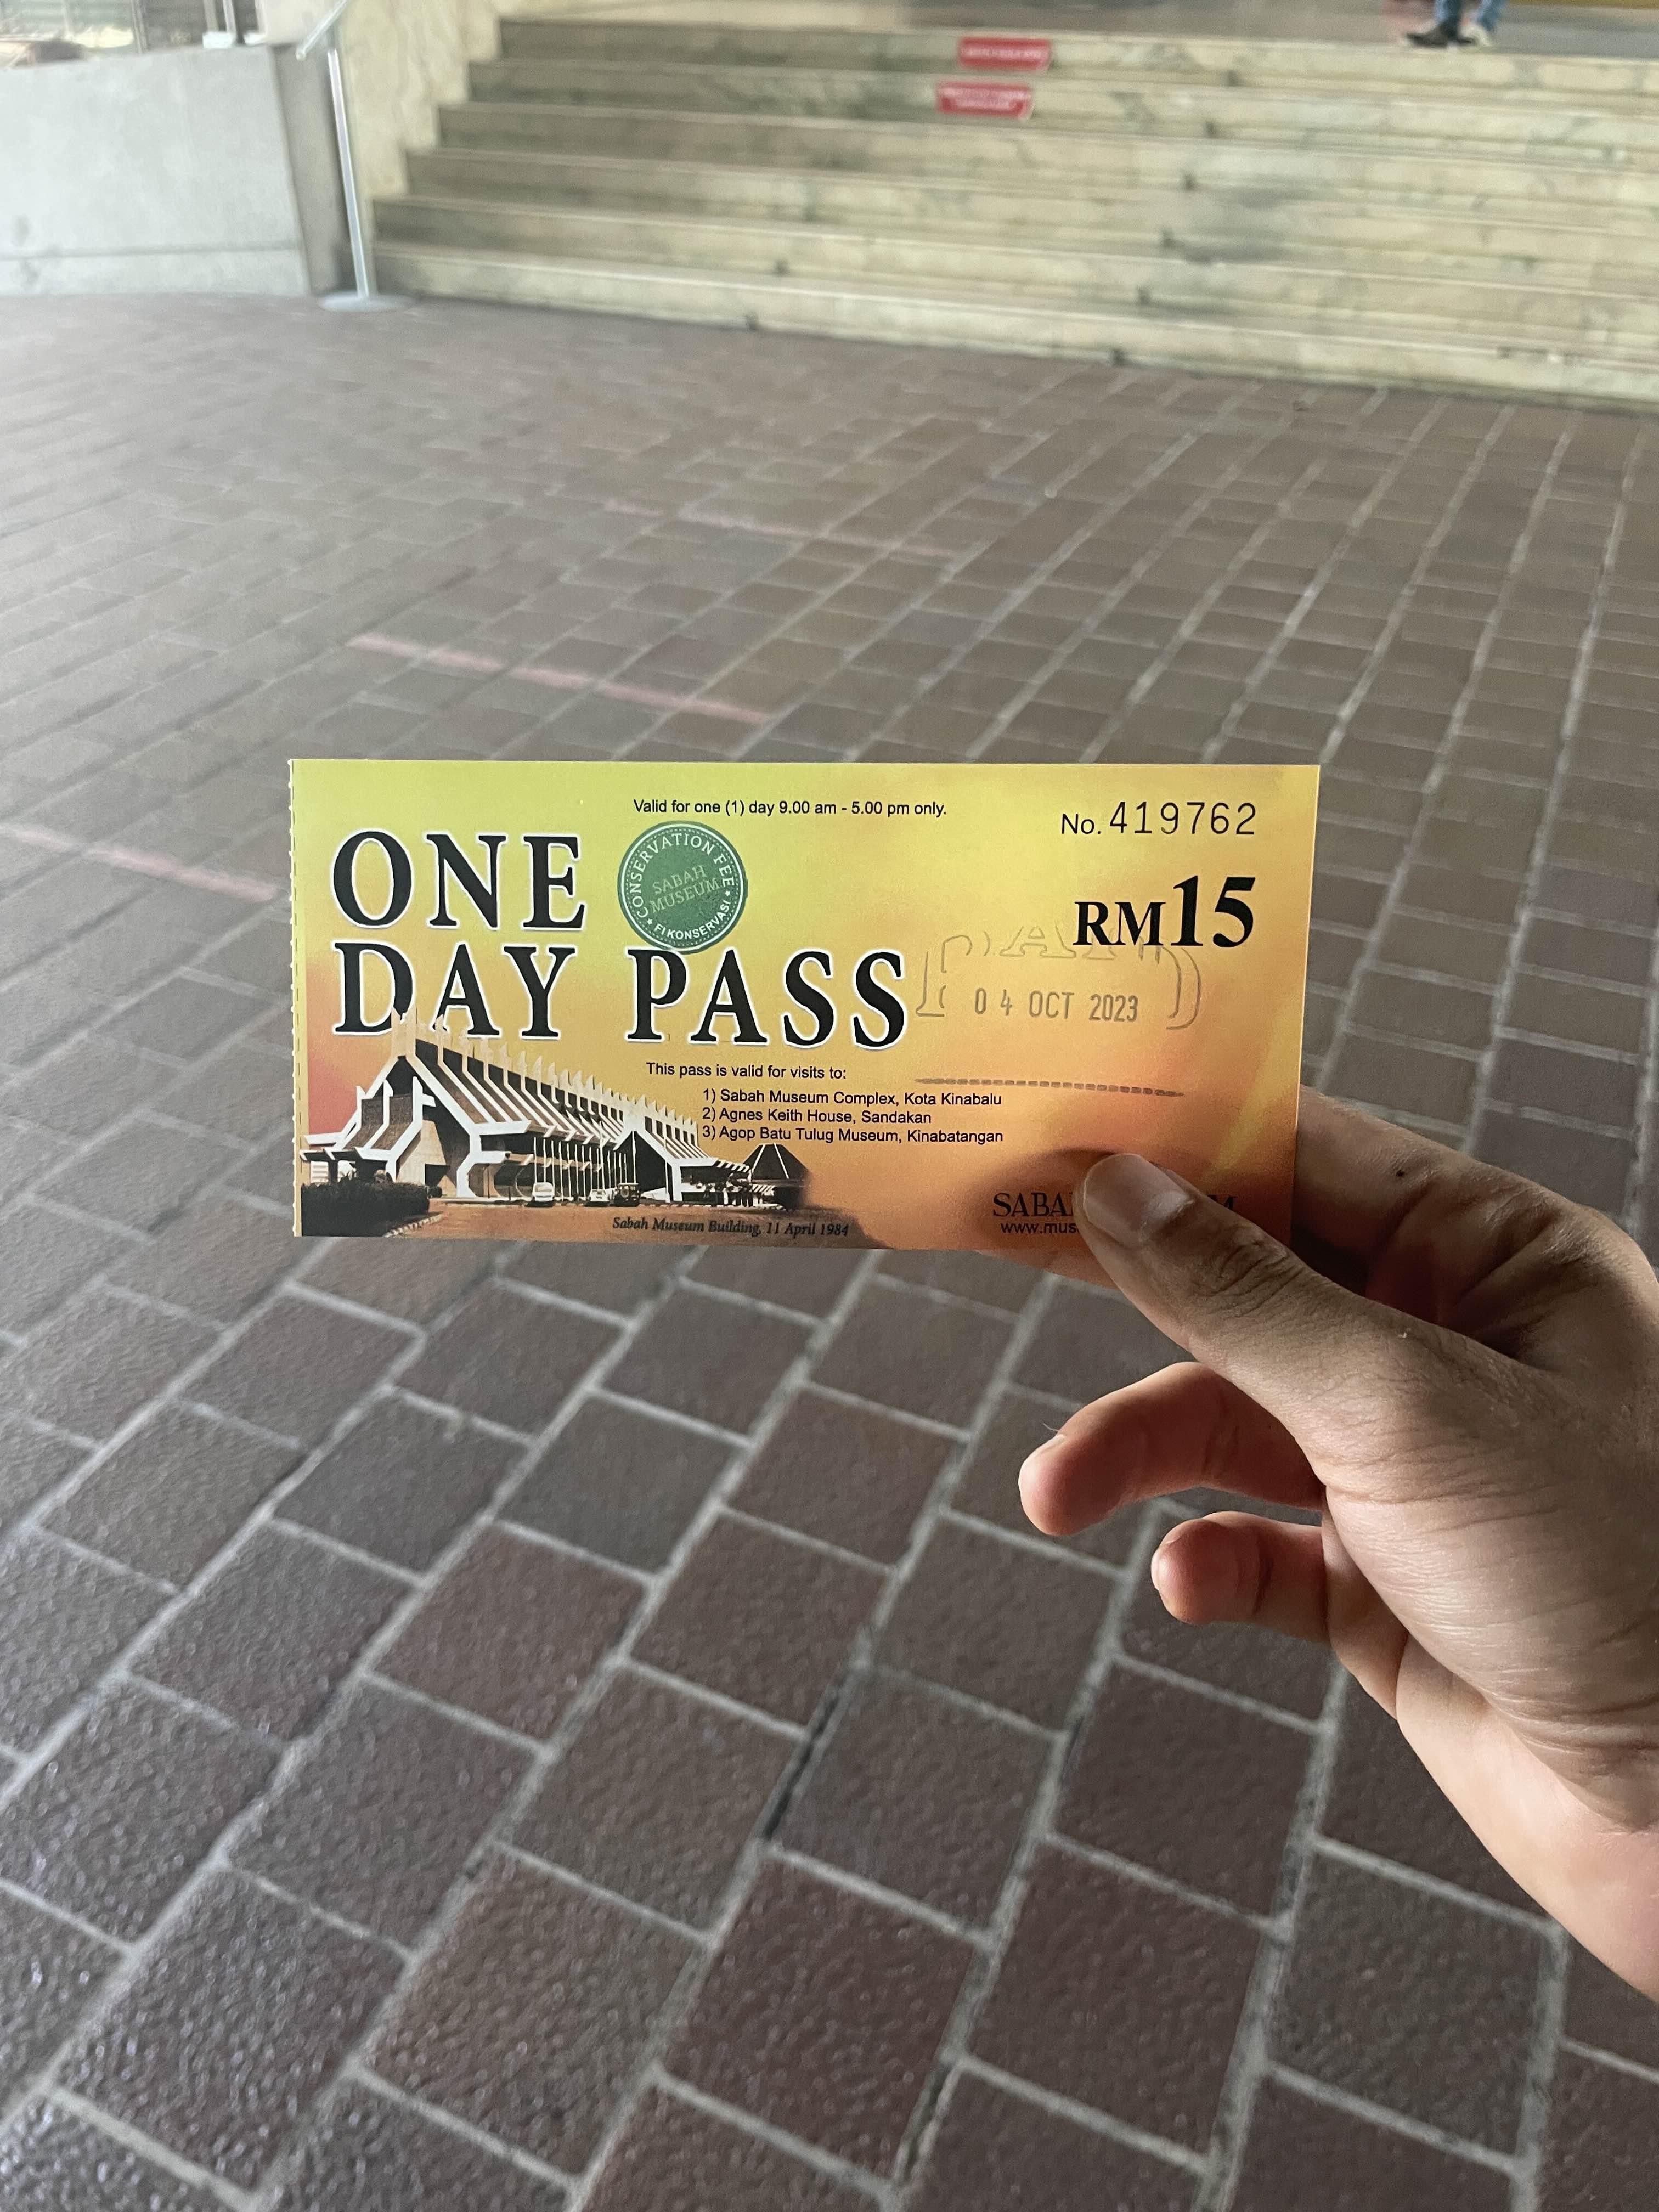 Valid for one (1) day 9.00 am - 5.00 pm only.
No. 419762
ONE
CONSERVATION FEE
SABAH
MUSEUM
FI KONSERVASI
RM15
DAY PASS
04 OCT 2023
This pass is valid for visits to:
1) Sabah Museum Complex, Kota Kinabalu
2) Agnes Keith House, Sandakan
3) Agop Batu Tulug Museum, Kinabatangan
Sabah Museum Building, 11 April 1984